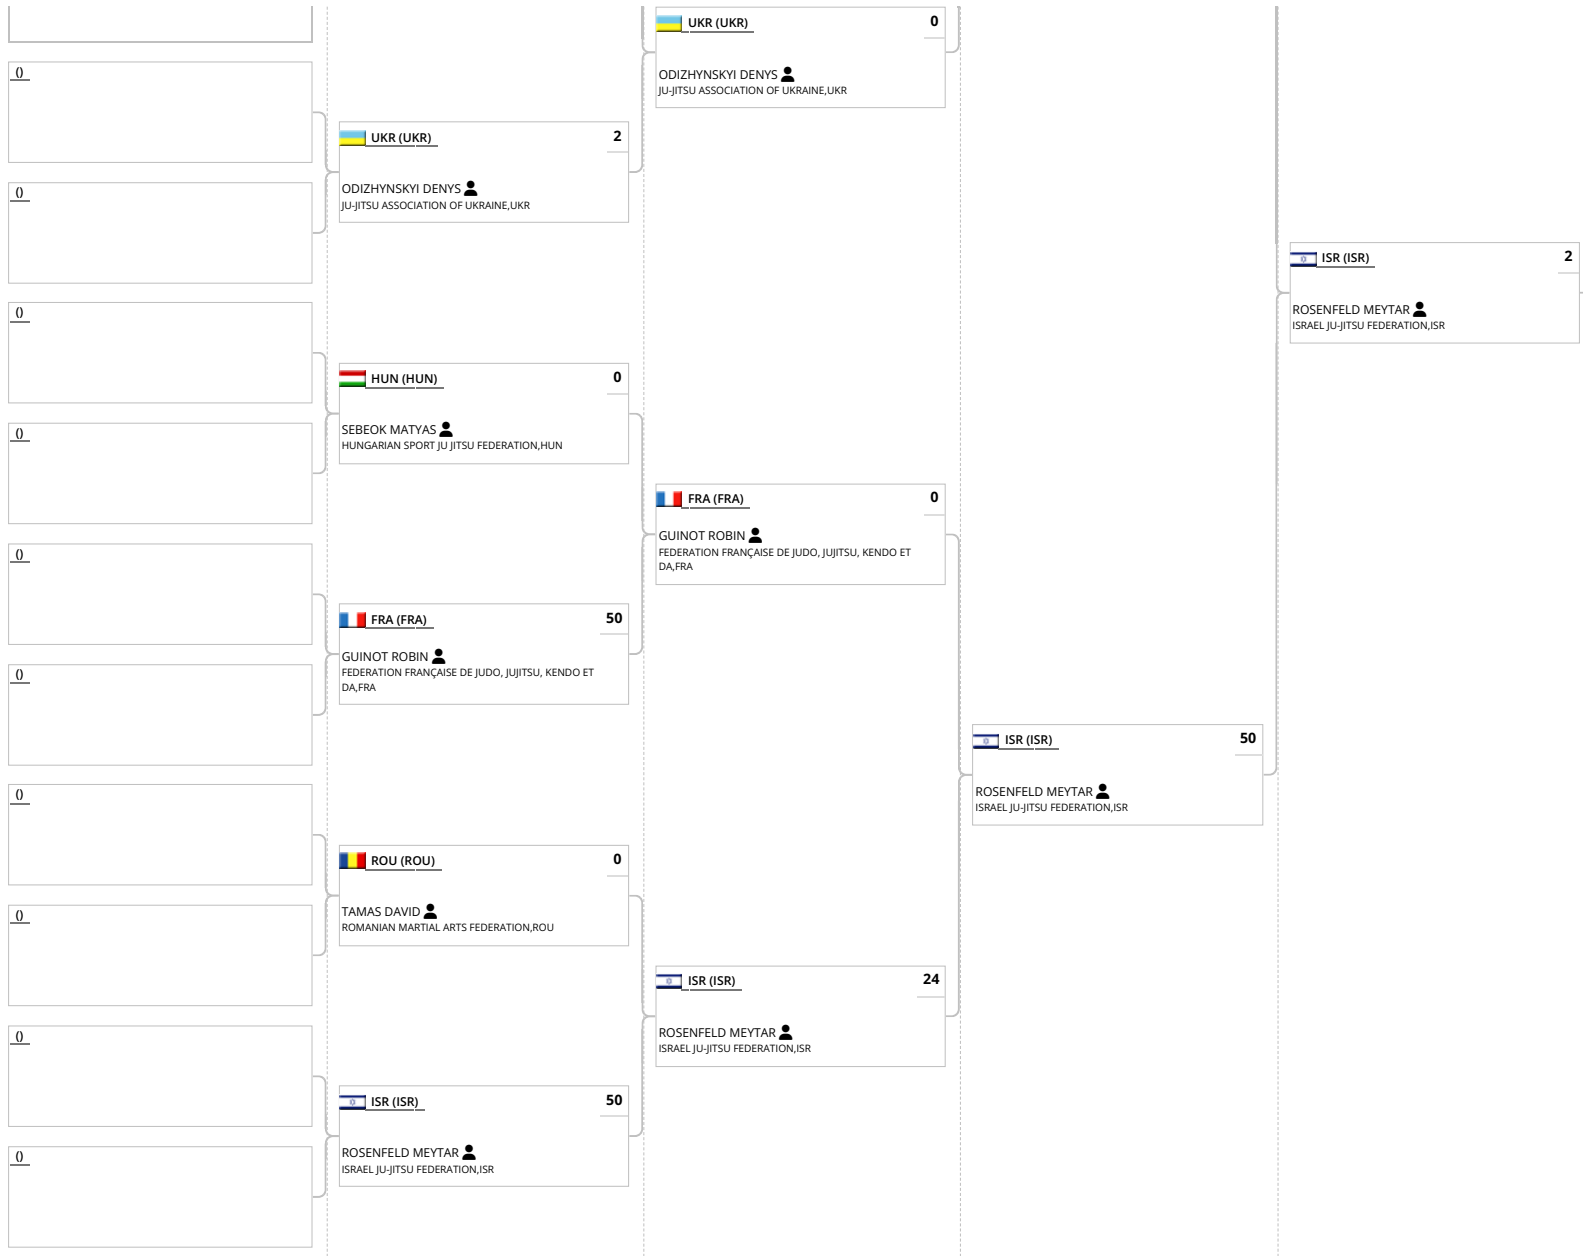 ()
()
()
()
()
()
()
()
()
()
UKR (UKR) 2
ODIZHYNSKYI DENYS
JU-JITSU ASSOCIATION OF UKRAINE,UKR
HUN (HUN) 0
SEBEOK MATYAS
HUNGARIAN SPORT JU JITSU FEDERATION,HUN
FRA (FRA) 50
GUINOT ROBIN
FEDERATION FRANÇAISE DE JUDO, JUJITSU, KENDO ET
DA,FRA
ROU (ROU) 0
TAMAS DAVID
ROMANIAN MARTIAL ARTS FEDERATION,ROU
ISR (ISR) 50
ROSENFELD MEYTAR
ISRAEL JU-JITSU FEDERATION,ISR
UKR (UKR) 0
ODIZHYNSKYI DENYS
JU-JITSU ASSOCIATION OF UKRAINE,UKR
FRA (FRA) 0
GUINOT ROBIN
FEDERATION FRANÇAISE DE JUDO, JUJITSU, KENDO ET
DA,FRA
ISR (ISR) 24
ROSENFELD MEYTAR
ISRAEL JU-JITSU FEDERATION,ISR
ISR (ISR) 50
ROSENFELD MEYTAR
ISRAEL JU-JITSU FEDERATION,ISR
ISR (ISR) 2
ROSENFELD MEYTAR
ISRAEL JU-JITSU FEDERATION,ISR